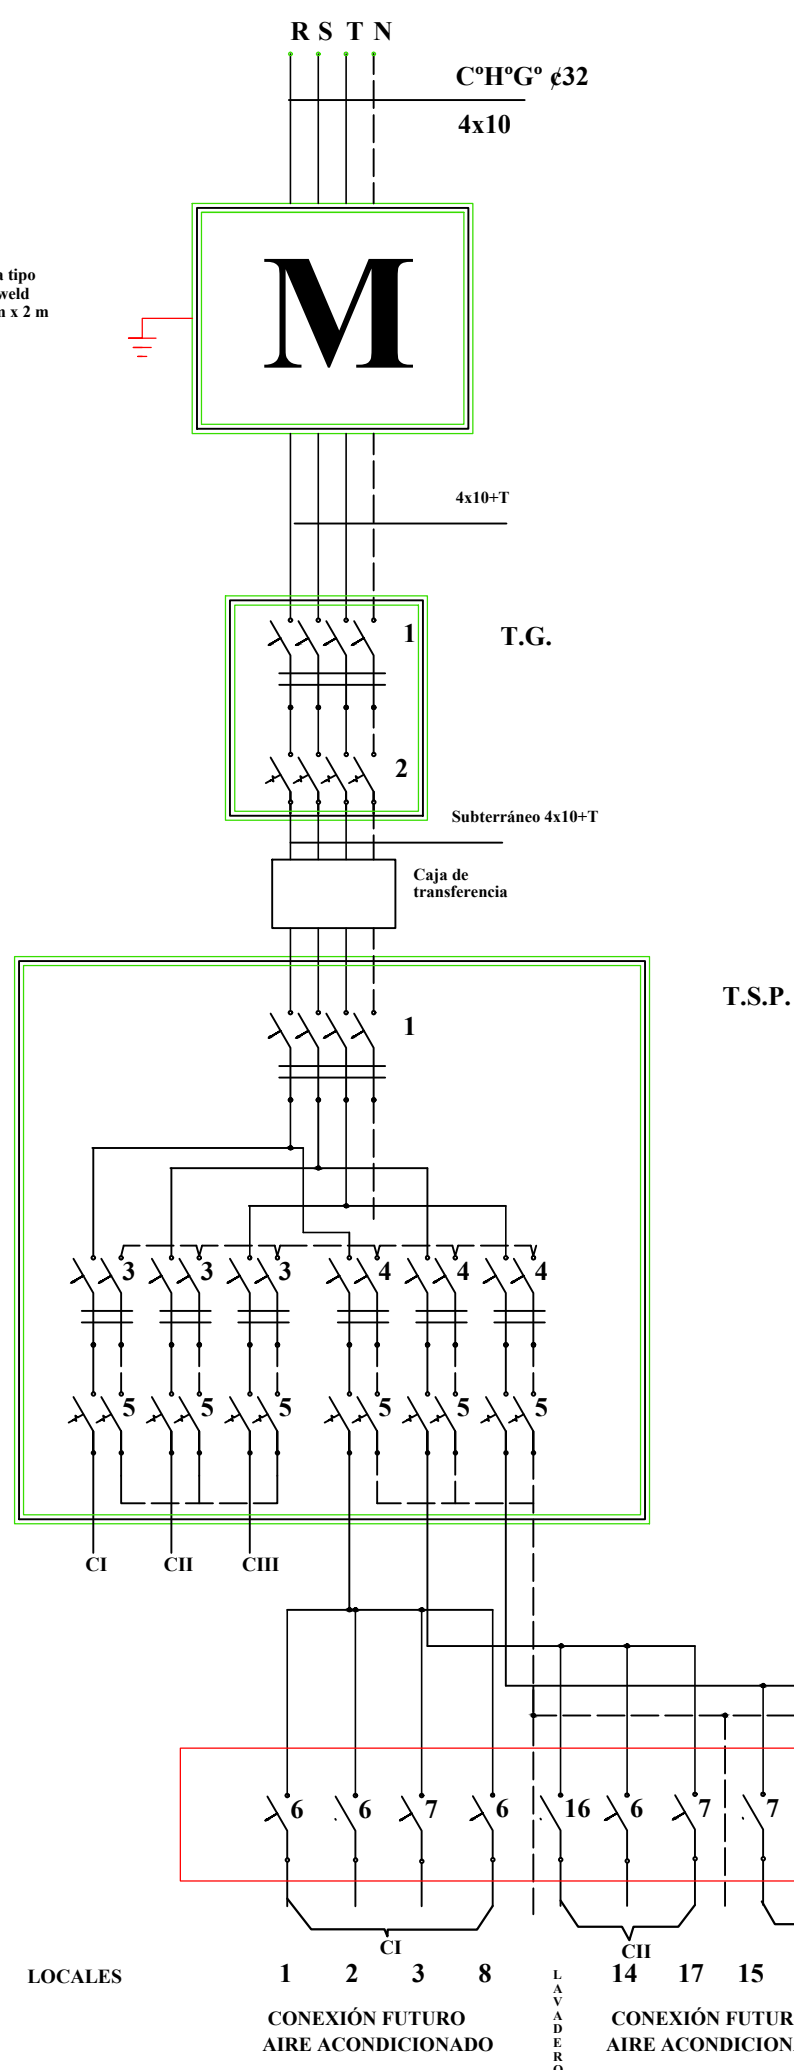 R S T N
CºHºGº ¢32
4x10
a tipo
weld
n x 2 m
M
4x10+T
1
T.G.
2
Subterráneo 4x10+T
Caja de
transferencia
T.S.P.
1
3 3 3 4 4 4
5 5 5 5 5 5
CI CII CIII
6 6 7 6 16 6 7 7
CI
CII
LOCALES 1 2 3 8 14 17 15
LAVADERO
CONEXIÓN FUTURO
AIRE ACONDICIONADO
CONEXIÓN FUTUR
AIRE ACONDICION